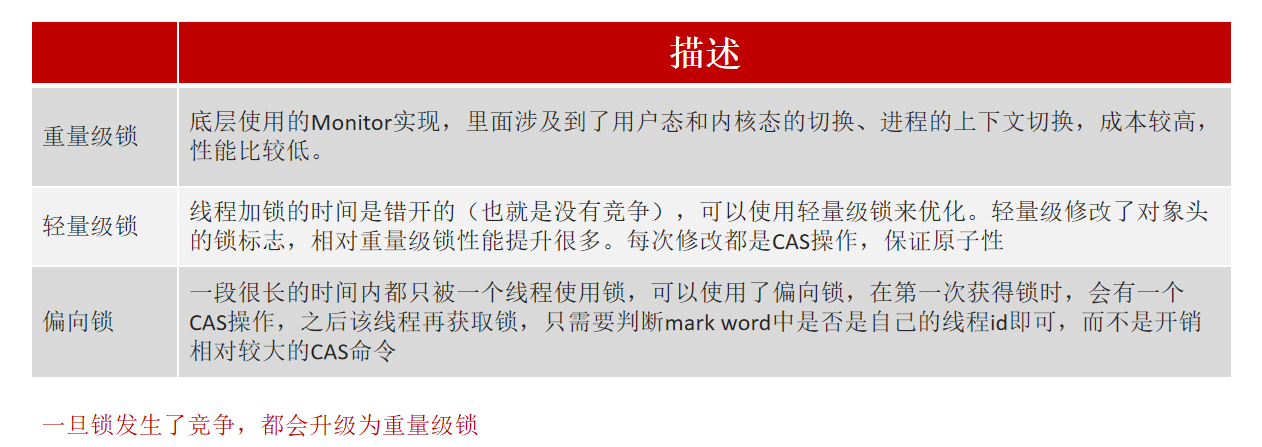 描述
重量级锁
底层使用的Monitor实现，里面涉及到了用户态和内核态的切换、进程的上下文切换，成本较高，
性能比较低。
轻量级锁
线程加锁的时间是错开的（也就是没有竞争），可以使用轻量级锁来优化。轻量级修改了对象头
的锁标志，相对重量级锁性能提升很多。每次修改都是CAS操作，保证原子性
偏向锁
一段很长的时间内都只被一个线程使用锁，可以使用了偏向锁，在第一次获得锁时，会有一个
CAS操作，之后该线程再获取锁，只需要判断mark word中是否是自己的线程id即可，而不是开销
相对较大的CAS命令
一旦锁发生了竞争，都会升级为重量级锁